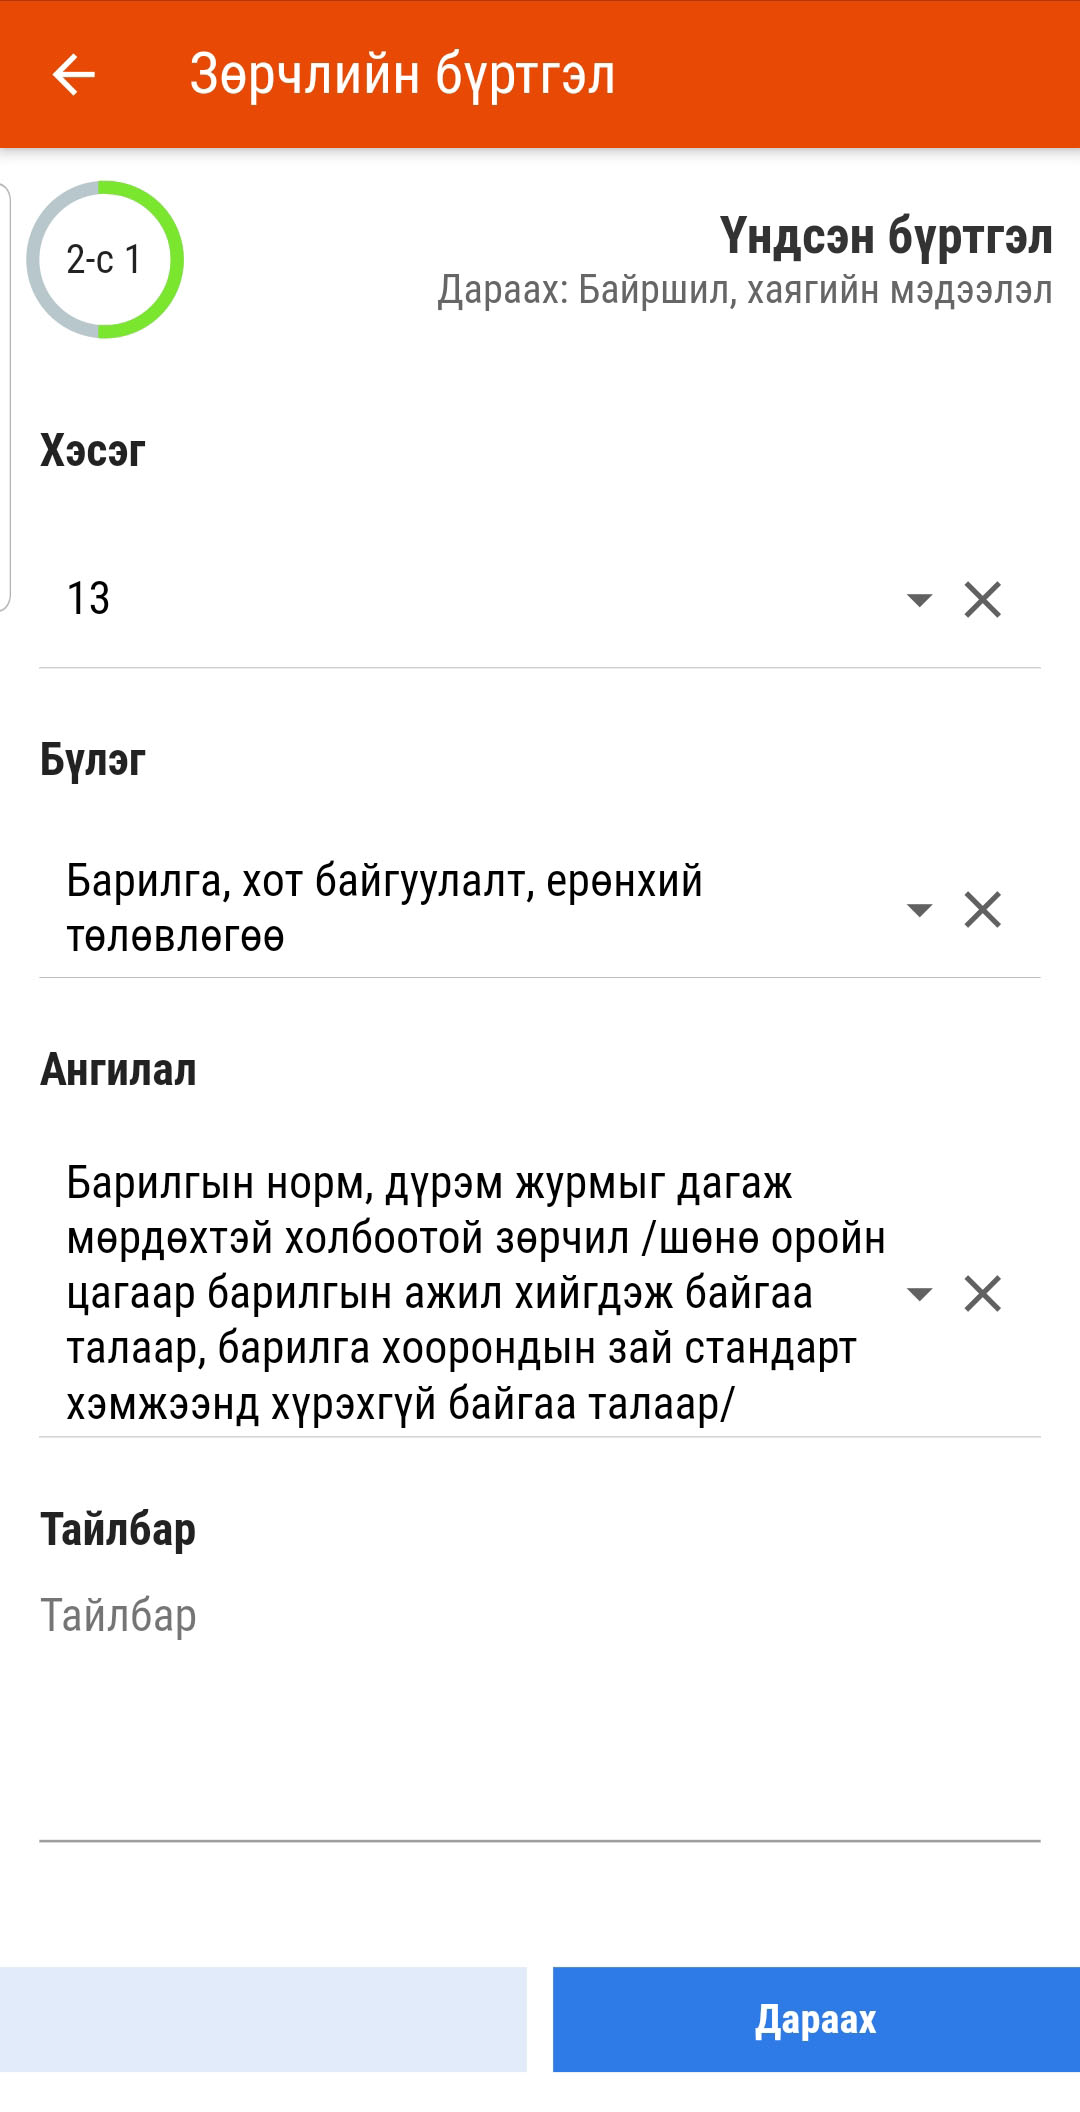 Зөрчлийн бүртгэл
2-с 1
Үндсэн бүртгэл
Дараах: Байршил, хаягийн мэдээлэл
Хэсэг
13
Бүлэг
Барилга, хот байгуулалт, ерөнхий
төлөвлөгөө
Ангилал
Барилгын норм, дүрэм журмыг дагаж
мөрдөхтэй холбоотой зөрчил /шөнө оройн
цагаар барилгын ажил хийгдэж байгаа
талаар, барилга хоорондын зай стандарт
хэмжээнд хүрэхгүй байгаа талаар/
Тайлбар
Тайлбар
Дараах